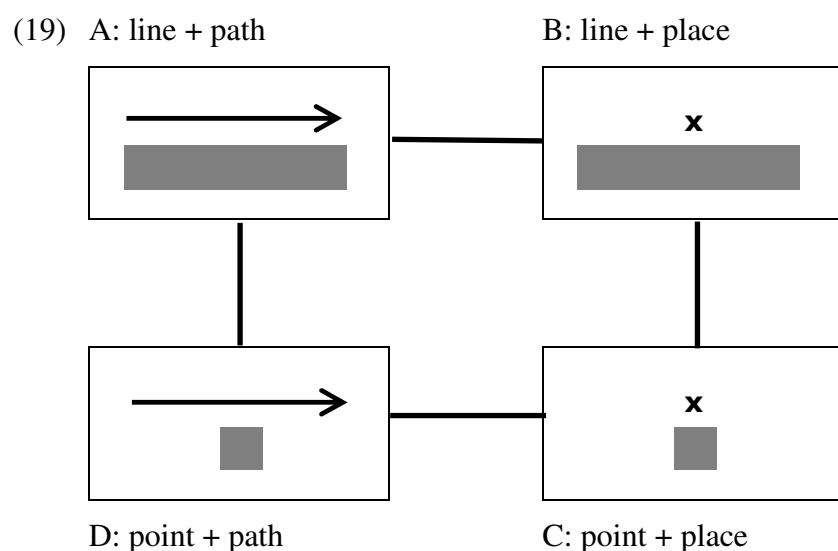 (19) A: line + path B: line + place
x
x
D: point + path C: point + place